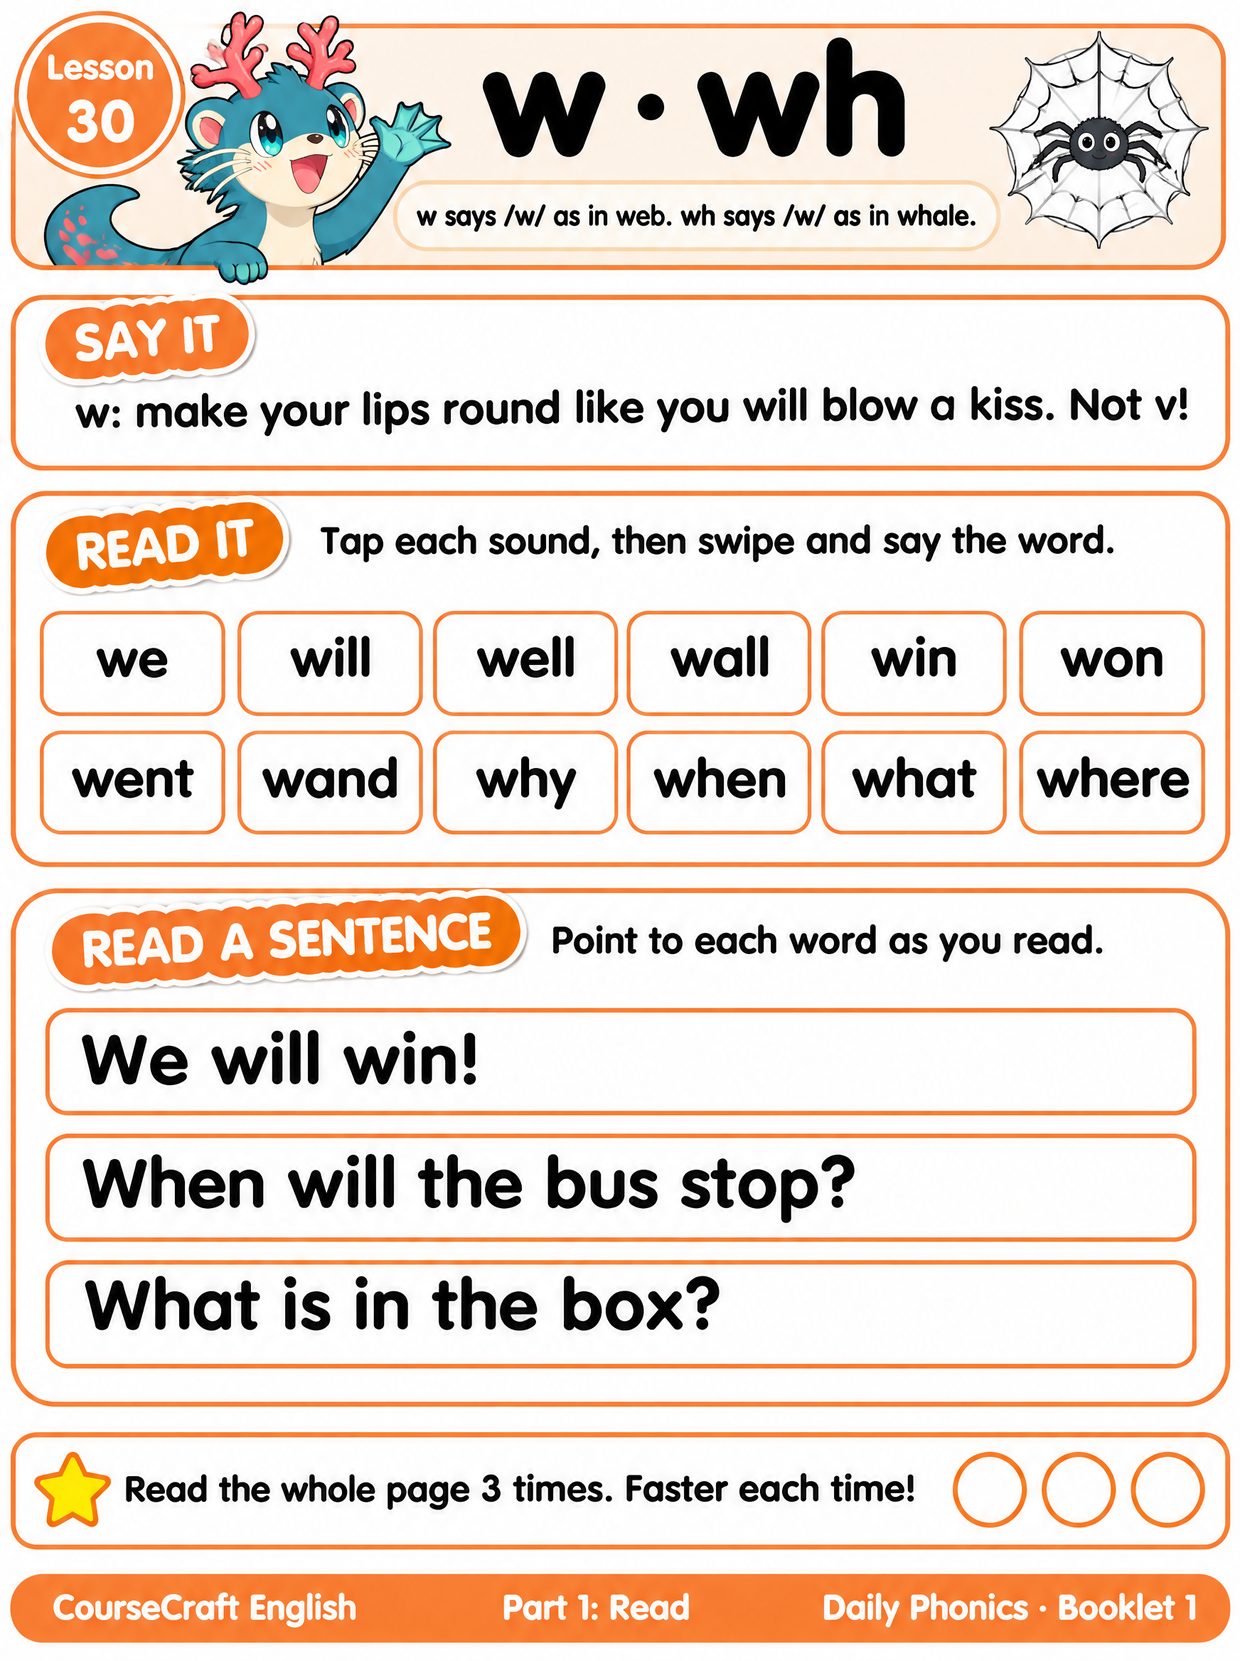 Lesson
30
w · wh
w says /w/ as in web. wh says /w/ as in whale.
SAY IT
w: make your lips round like you will blow a kiss. Not v!
READ IT
Tap each sound, then swipe and say the word.
we will well wall win won
went wand why when what where
READ A SENTENCE
Point to each word as you read.
We will win!
When will the bus stop?
What is in the box?
Read the whole page 3 times. Faster each time!
CourseCraft English Part 1: Read Daily Phonics · Booklet 1